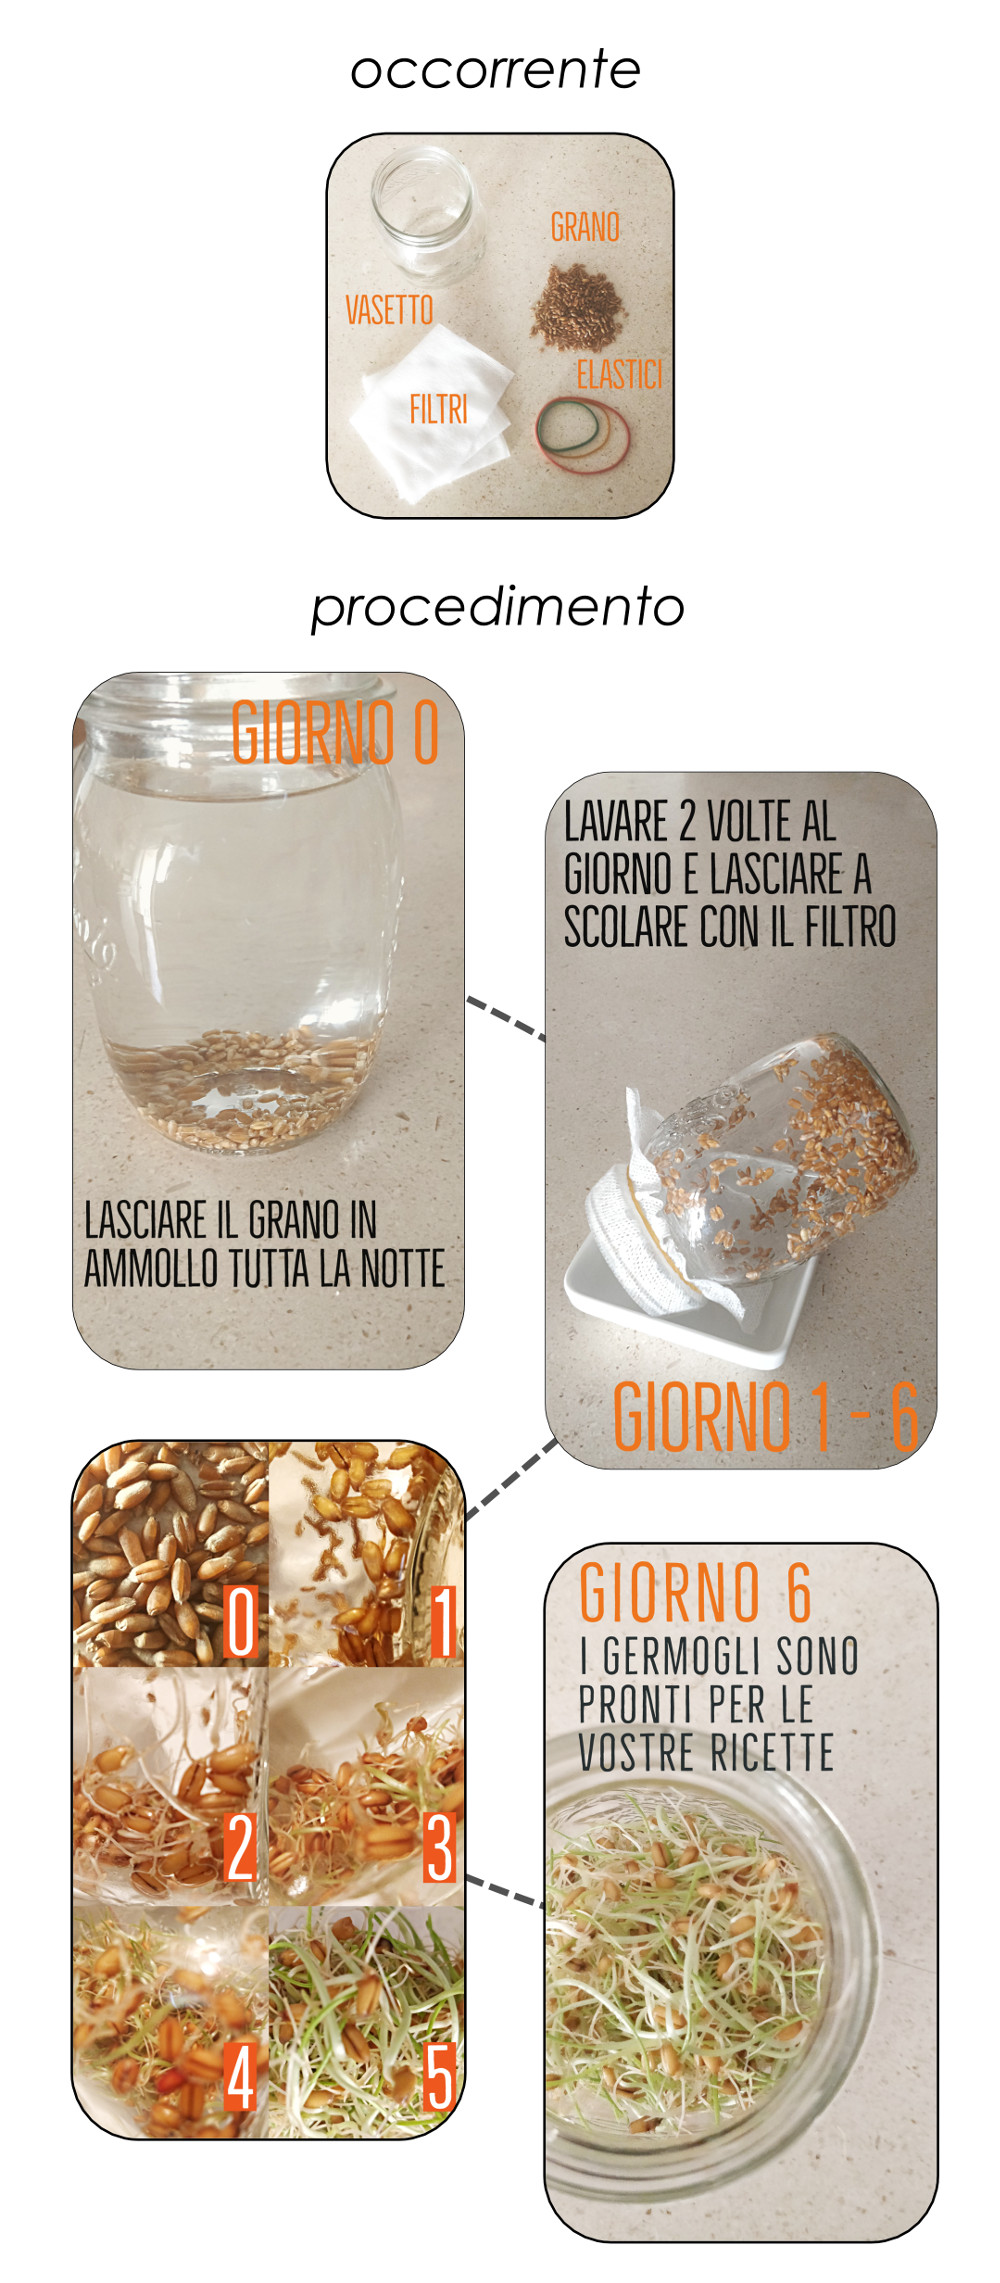 occorrente
GRANO
VASETTO
ELASTICI
FILTRI
procedimento
GIORNO 0
LASCIARE IL GRANO IN
AMMOLLO TUTTA LA NOTTE
LAVARE 2 VOLTE AL
GIORNO E LASCIARE A
SCOLARE CON IL FILTRO
GIORNO 1 - 6
0
1
2
3
4
5
GIORNO 6
I GERMOGLI SONO
PRONTI PER LE
VOSTRE RICETTE